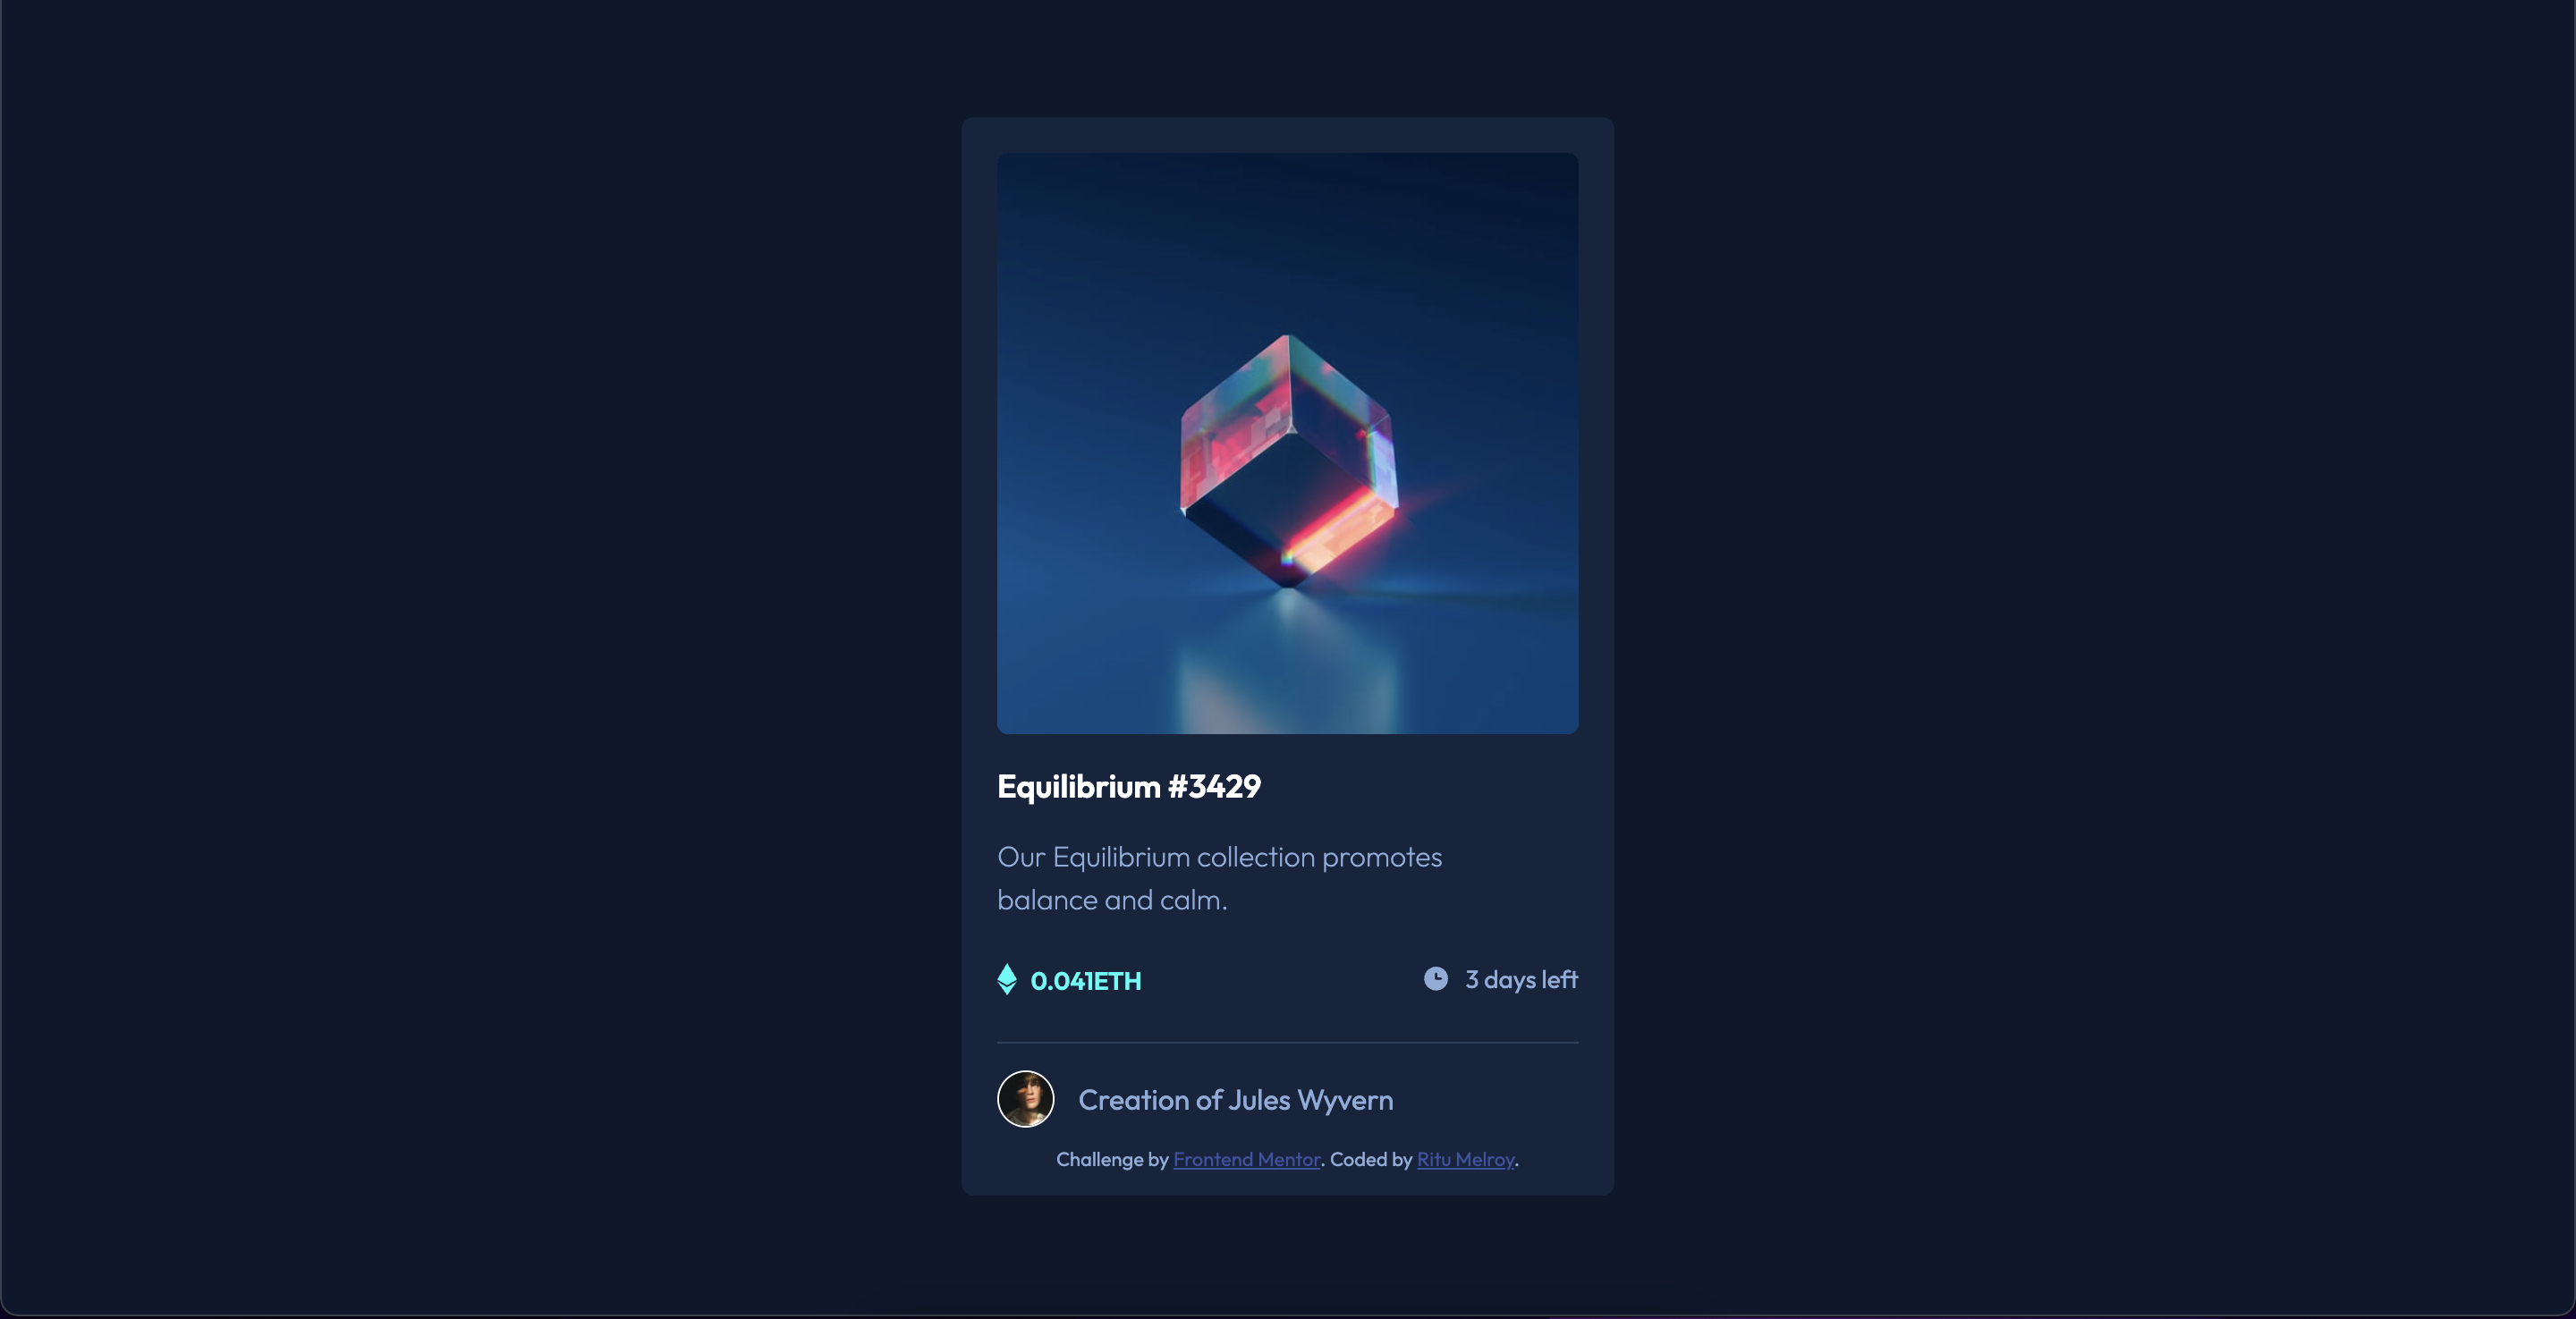 Equilibrium #3429
Our Equilibrium collection promotes
balance and calm.
0.041ETH
3 days left
Creation of Jules Wyvern
Challenge by Frontend Mentor. Coded by Ritu Melroy.